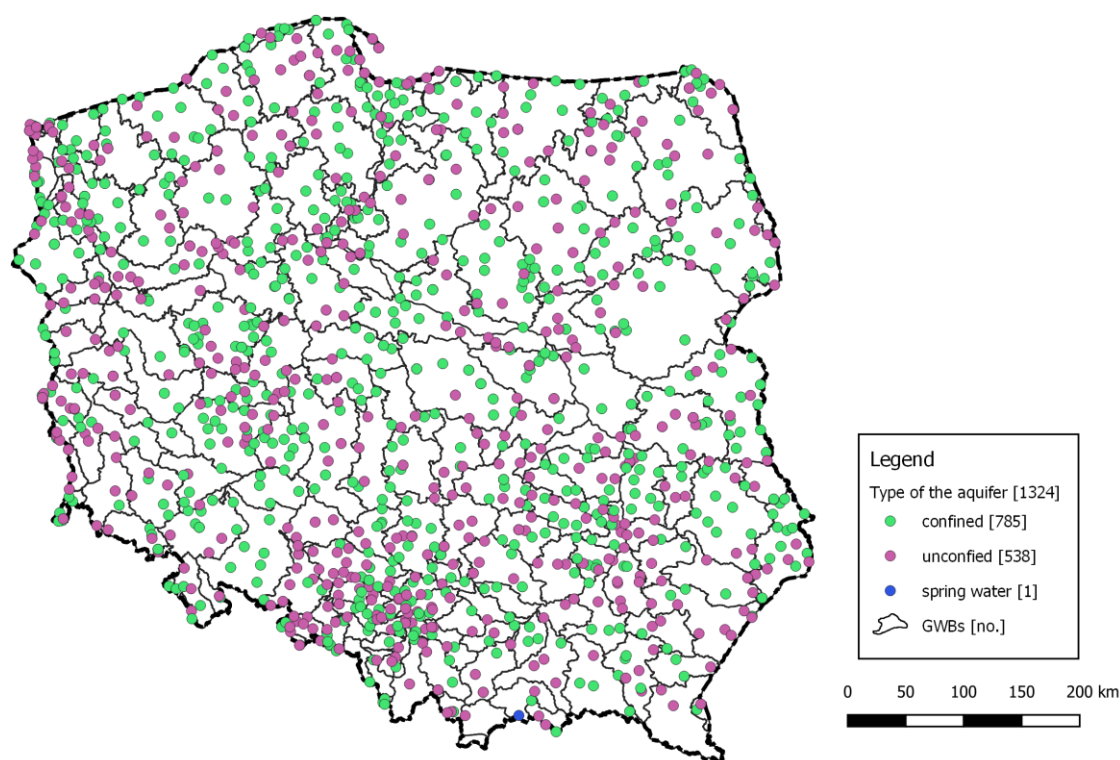 Legend
Type of the aquifer [1324]
confined [785]
unconfied [538]
spring water [1]
GWBs [no.]
0 50 100 150 200 km